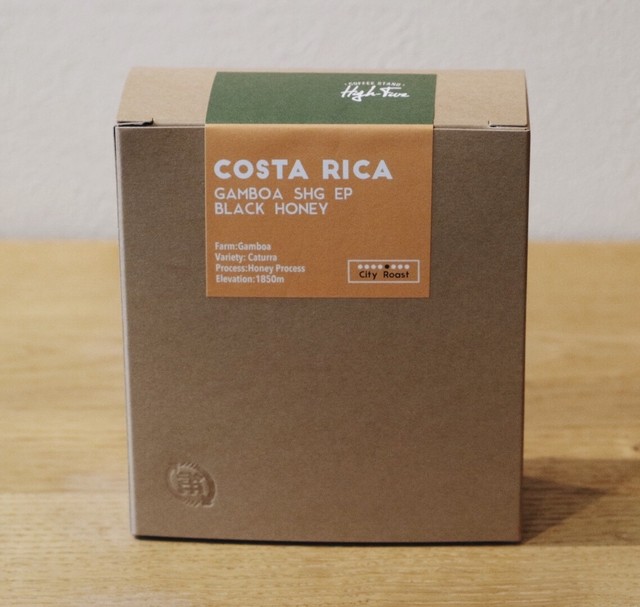 COFFEE STAND
High-Five
COSTA RICA
GAMBOA SHG EP
BLACK HONEY
Farm:Gamboa
Variety: Caturra
Process:Honey Process
Elevation:1850m
City Roast